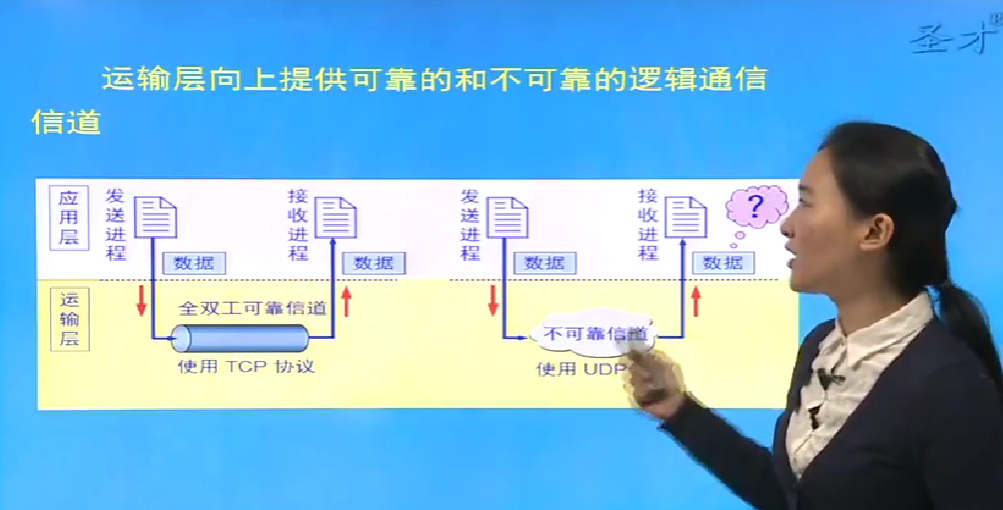 圣才®
运输层向上提供可靠的和不可靠的逻辑通信
信道
应用层
发送进程
接收进程
发送进程
接收进程
?
数据
数据
数据
数据
运输层
全双工可靠信道
不可靠信道
使用 TCP 协议
使用 UDP